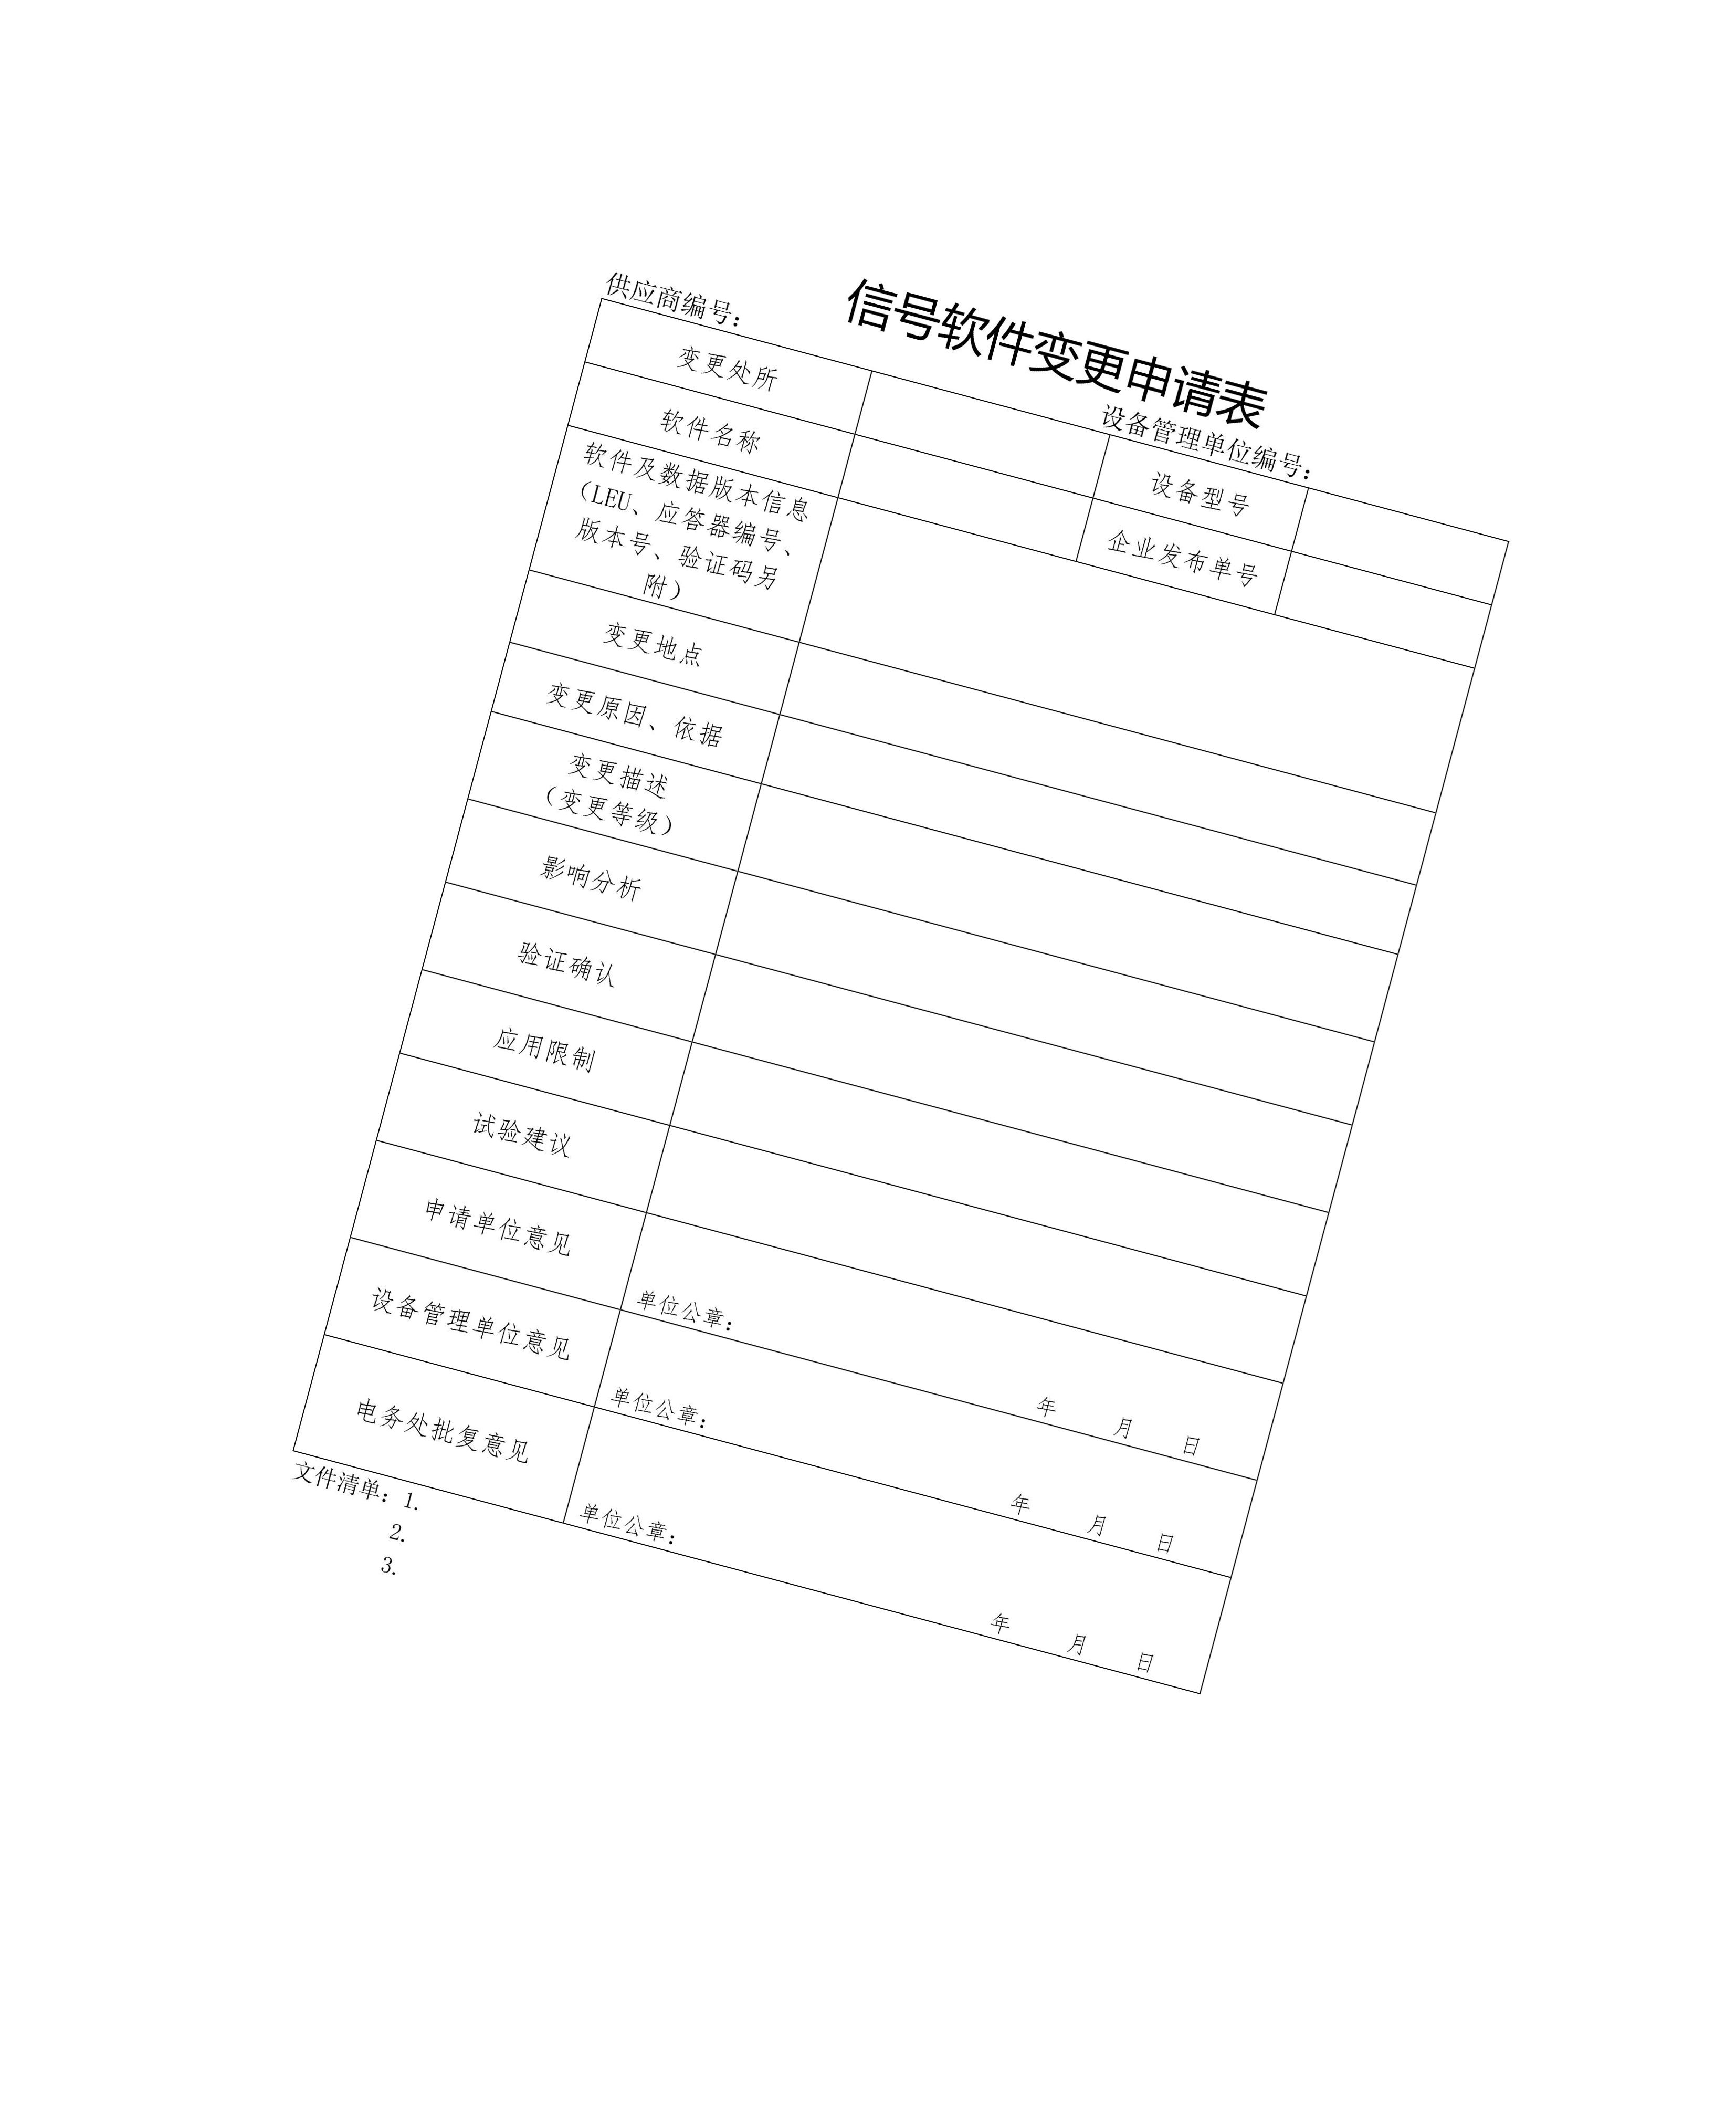 信号软件变更申请表
供应商编号：
设备管理单位编号：
变更处所
设备型号
软件名称
企业发布单号
软件及数据版本信息
（LEU、应答器编号、
版本号、验证码另
附）
变更地点
变更原因、依据
变更描述
（变更等级）
影响分析
验证确认
应用限制
试验建议
申请单位意见
单位公章：
年 月 日
设备管理单位意见
单位公章：
年 月 日
电务处批复意见
单位公章：
年 月 日
文件清单：1.
2.
3.